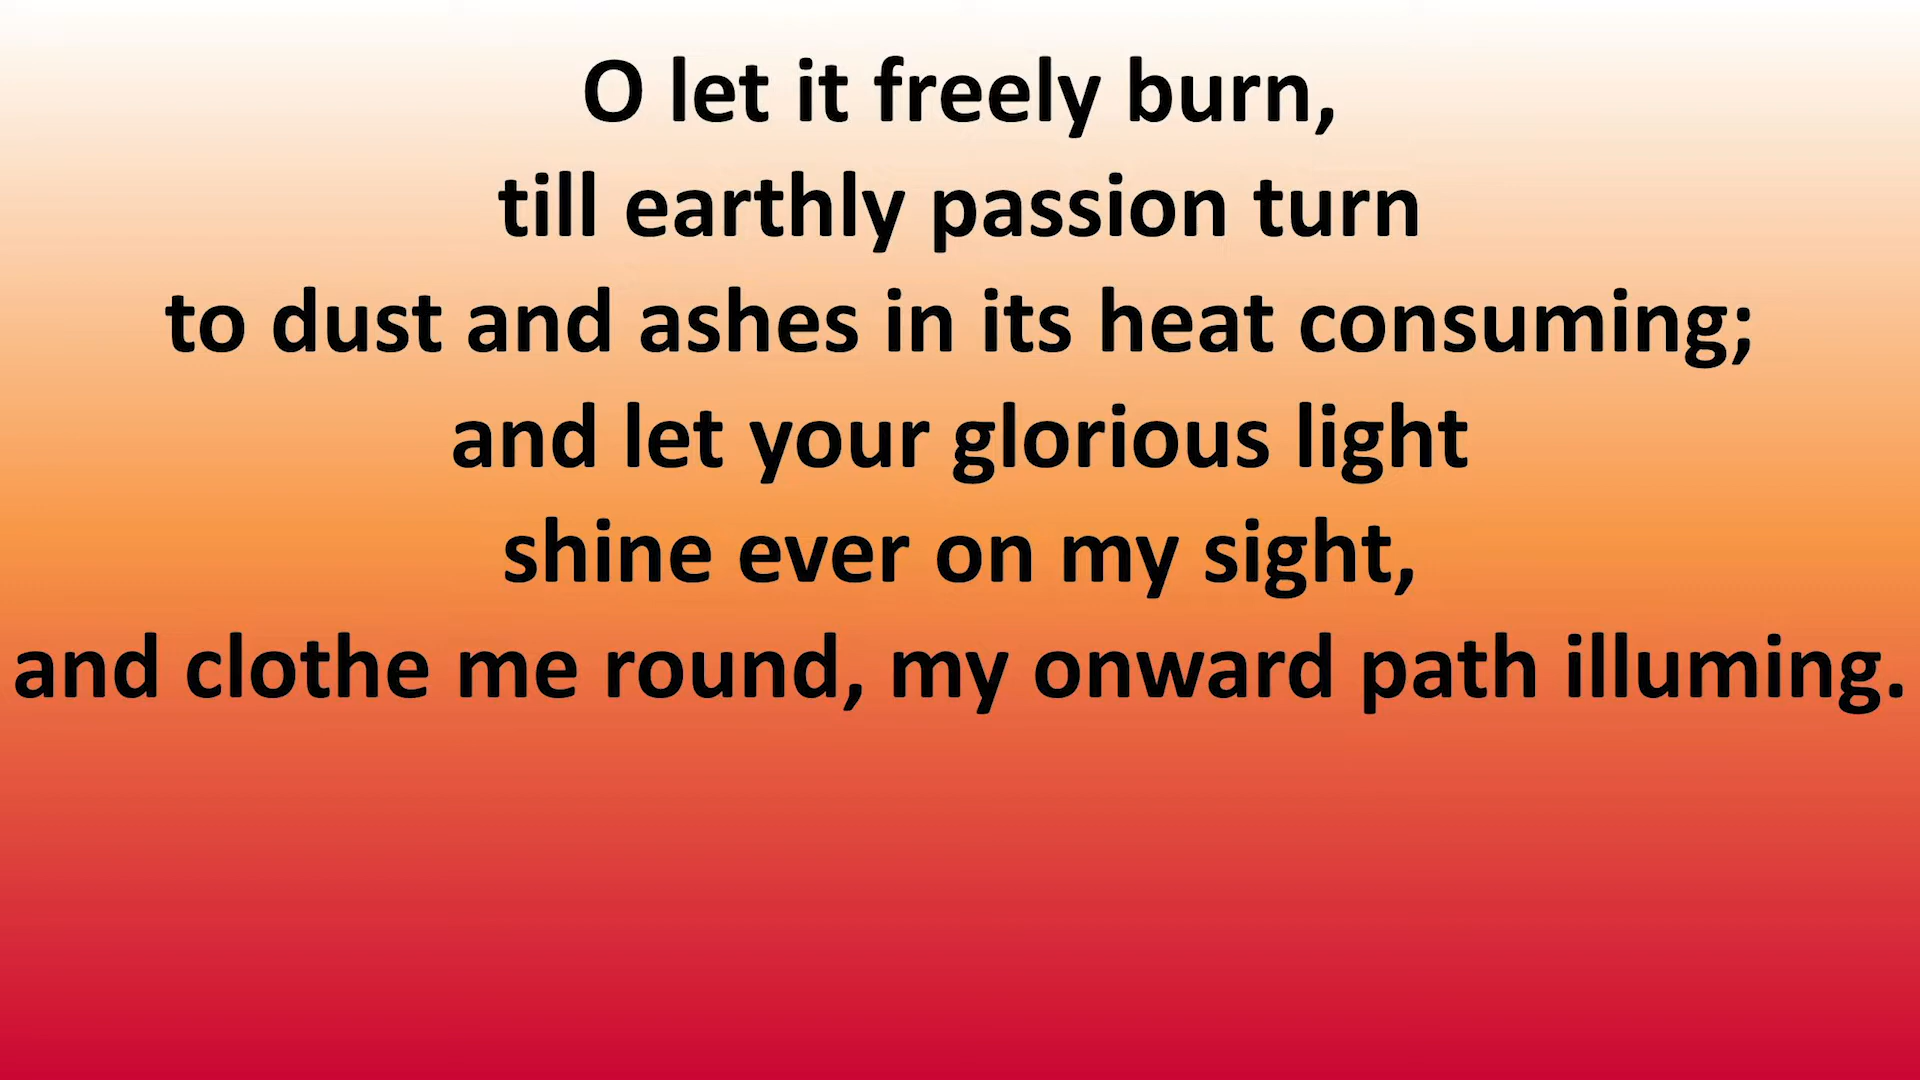 O let it freely burn,
till earthly passion turn
to dust and ashes in its heat consuming;
and let your glorious light
shine ever on my sight,
and clothe me round, my onward path illuming.